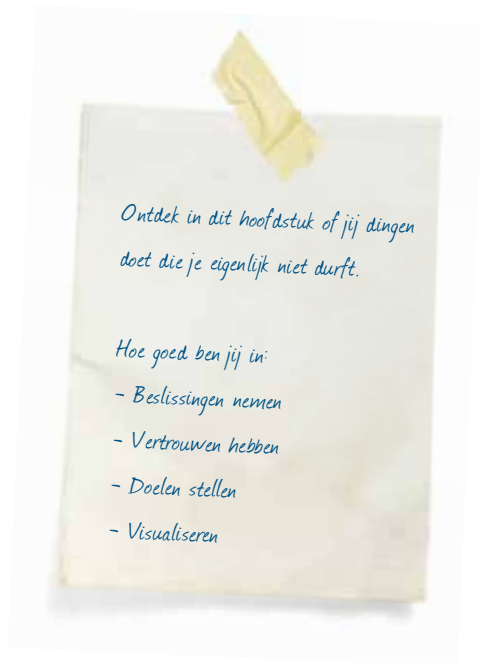 Ontdek in dit hoofdstuk of jij dingen
doet die je eigenlijk niet durft.
Hoe goed ben jij in:
- Beslissingen nemen
- Vertrouwen hebben
- Doelen stellen
- Visualiseren